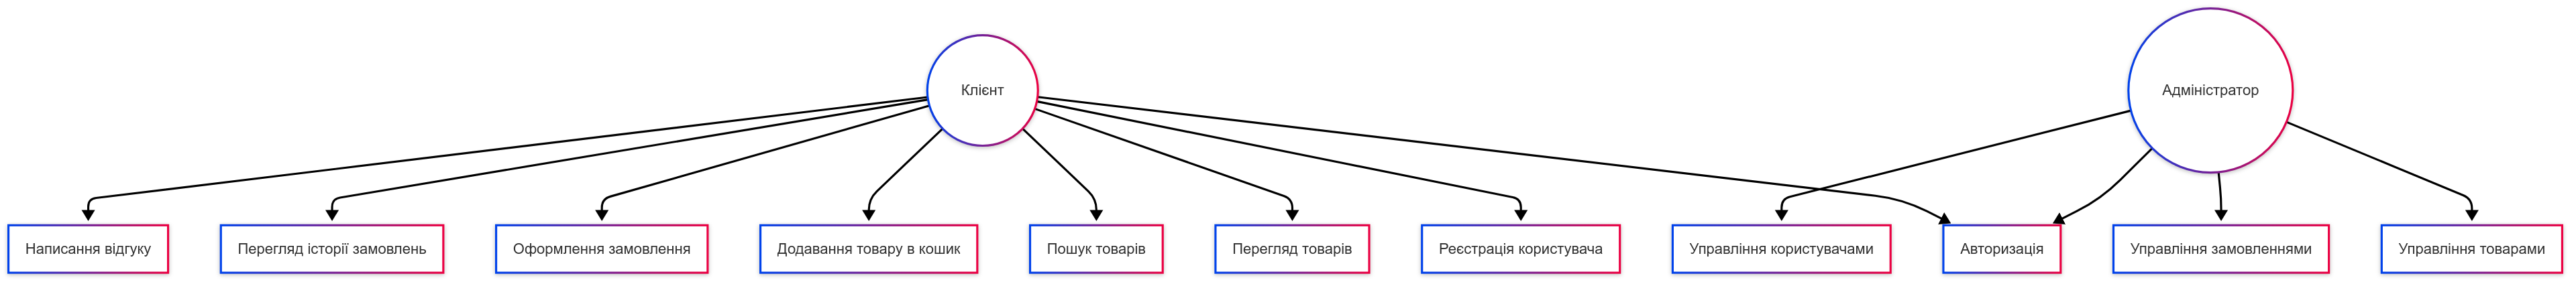 Клієнт
Адміністратор
Написання відгуку
Перегляд історії замовлень
Оформлення замовлення
Додавання товару в кошик
Пошук товарів
Перегляд товарів
Реєстрація користувача
Управління користувачами
Авторизація
Управління замовленнями
Управління товарами